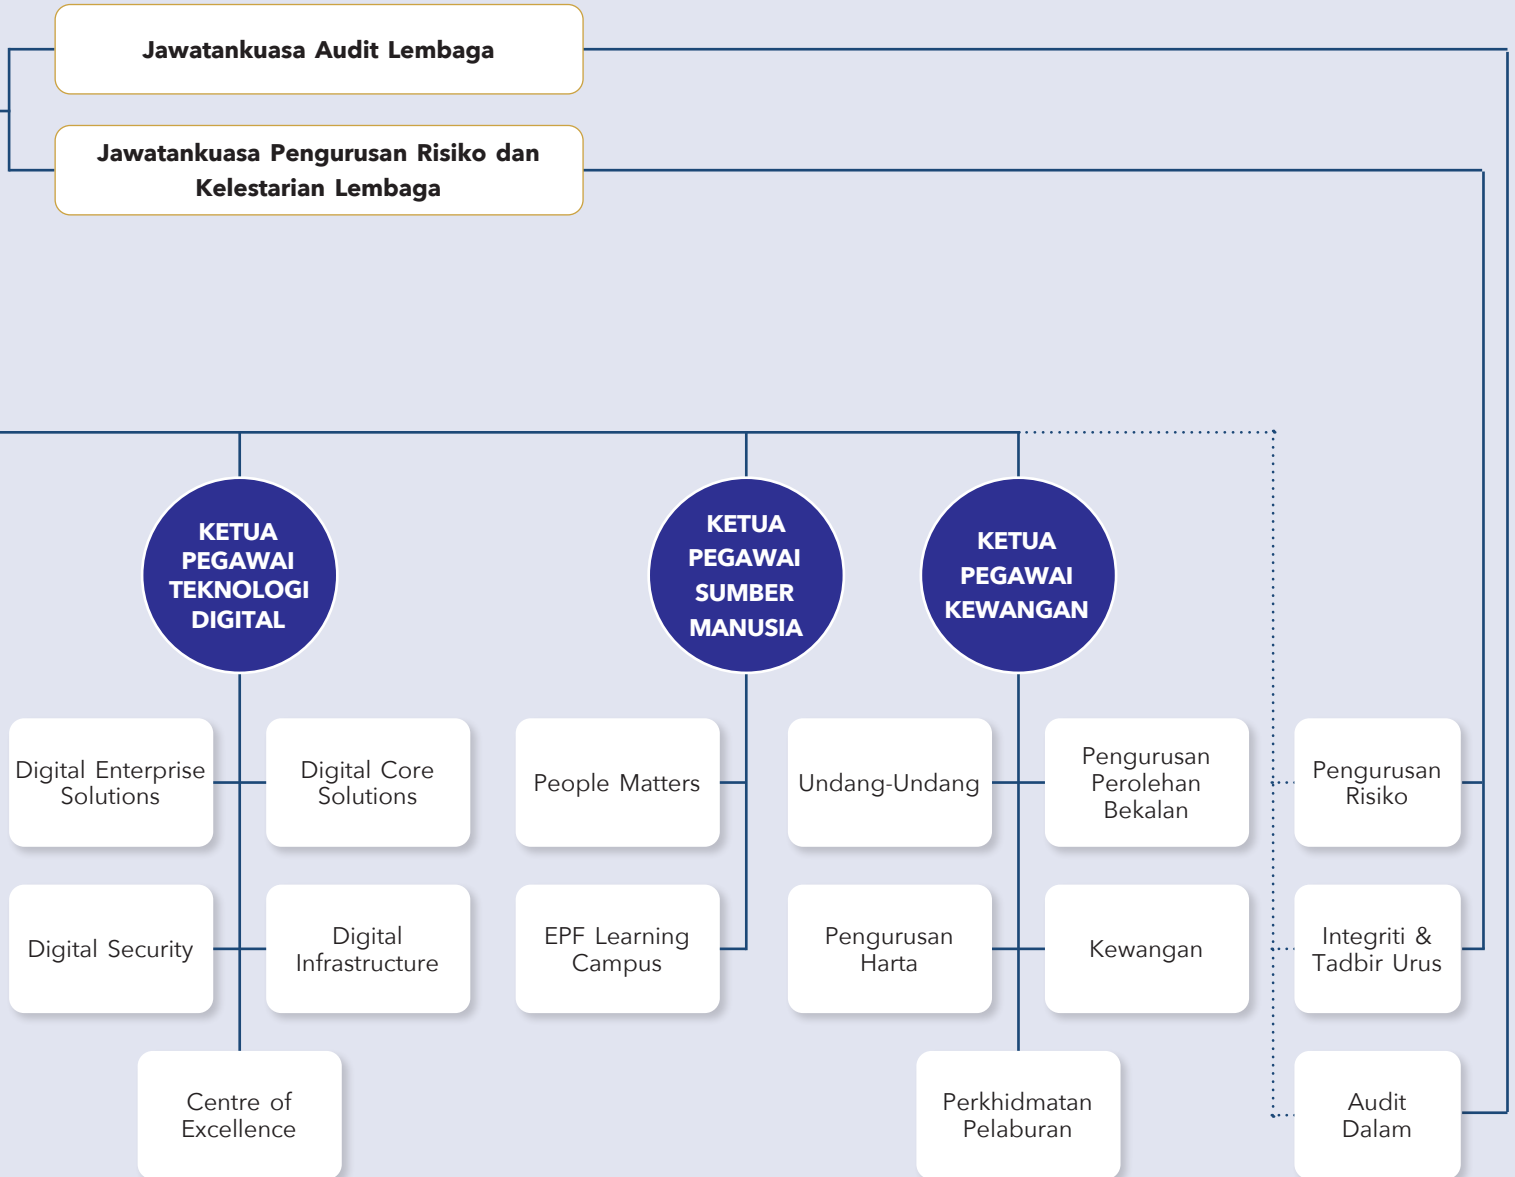 Jawatankuasa Audit Lembaga
Jawatankuasa Pengurusan Risiko dan
Kelestarian Lembaga
KETUA
PEGAWAI
TEKNOLOGI
DIGITAL
KETUA
PEGAWAI
SUMBER
MANUSIA
KETUA
PEGAWAI
KEWANGAN
Digital Enterprise
Solutions
Digital Core
Solutions
People Matters
Undang-Undang
Pengurusan
Perolehan
Bekalan
Pengurusan
Risiko
Digital Security
Digital
Infrastructure
EPF Learning
Campus
Pengurusan
Harta
Kewangan
Integriti &
Tadbir Urus
Centre of
Excellence
Perkhidmatan
Pelaburan
Audit
Dalam